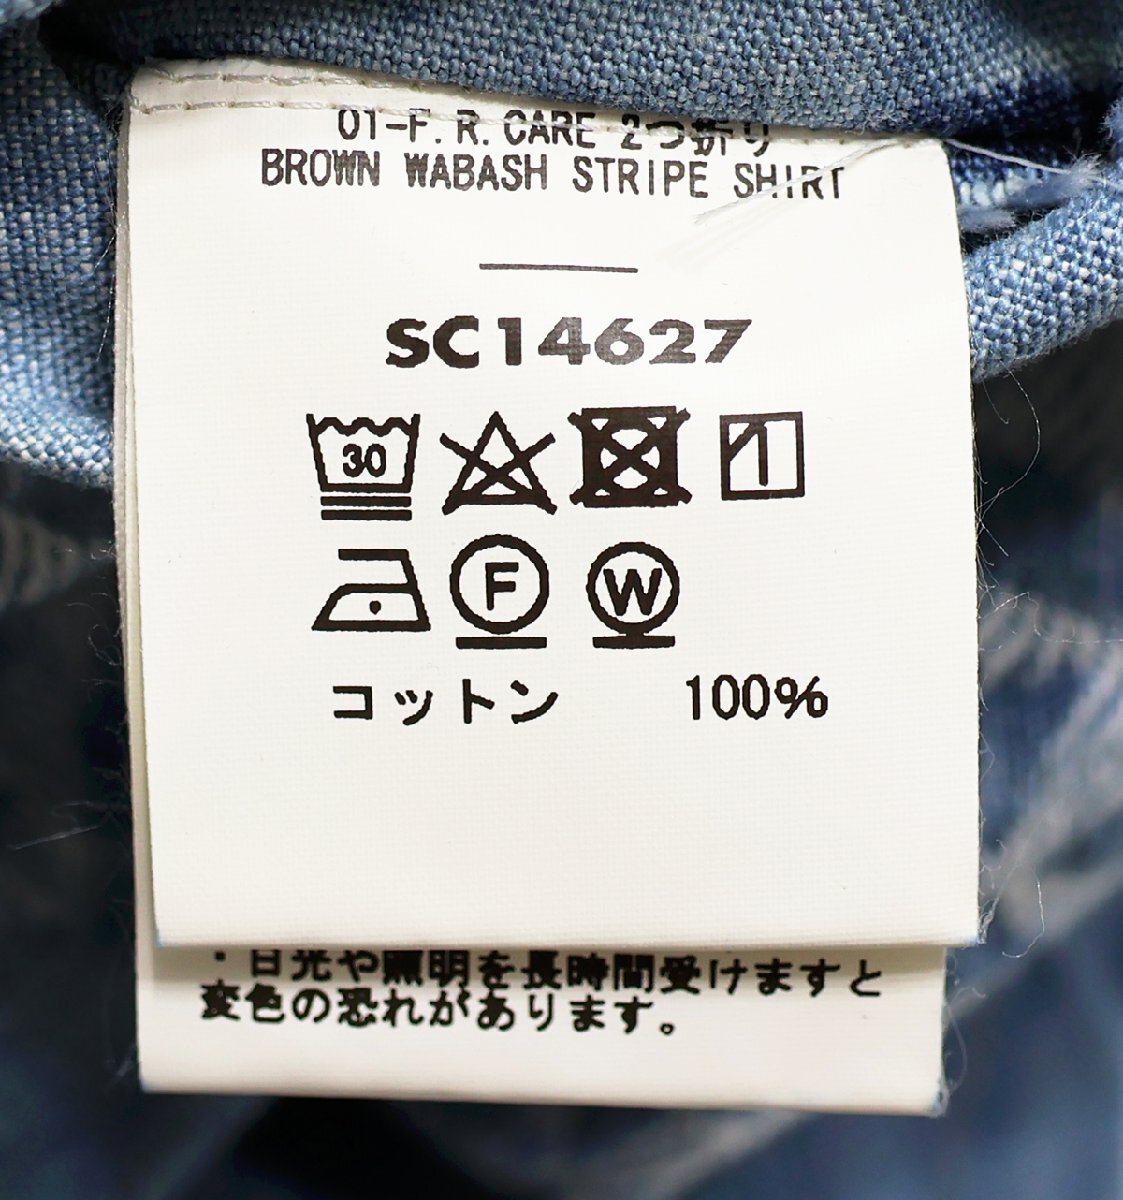 01-F.R.CARE 2つ折り
BROWN WABASH STRIPE SHIRT
SC14627
30
F W
コットン 100%
・日光や照明を長時間受けますと
変色の恐れがあります。